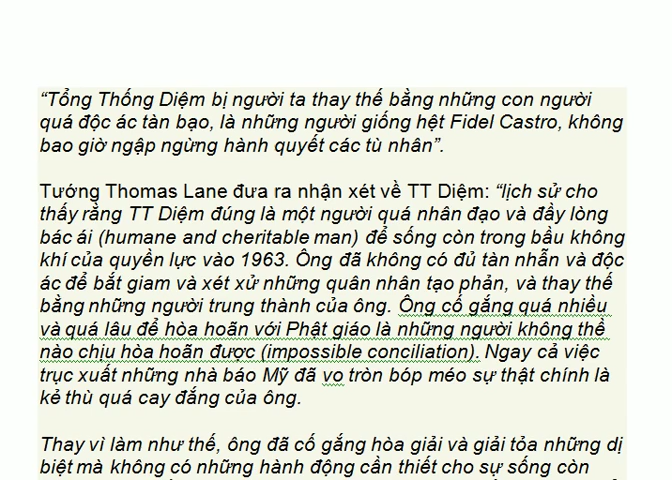 “Tổng Thống Diệm bị người ta thay thế bằng những con người
quá độc ác tàn bạo, là những người giống hệt Fidel Castro, không
bao giờ ngập ngừng hành quyết các tù nhân”.
Tướng Thomas Lane đưa ra nhận xét về TT Diệm: “lịch sử cho
thấy rằng TT Diệm đúng là một người quá nhân đạo và đầy lòng
bác ái (humane and cheritable man) để sống còn trong bầu không
khí của quyền lực vào 1963. Ông đã không có đủ tàn nhẫn và độc
ác để bắt giam và xét xử những quân nhân tạo phản, và thay thế
bằng những người trung thành của ông. Ông cố gắng quá nhiều
và quá lâu để hòa hoãn với Phật giáo là những người không thể
nào chịu hòa hoãn được (impossible conciliation). Ngay cả việc
trục xuất những nhà báo Mỹ đã vo tròn bóp méo sự thật chính là
kẻ thù quá cay đắng của ông.
Thay vì làm như thế, ông đã cố gắng hòa giải và giải tỏa những dị
biệt mà không có những hành động cần thiết cho sự sống còn